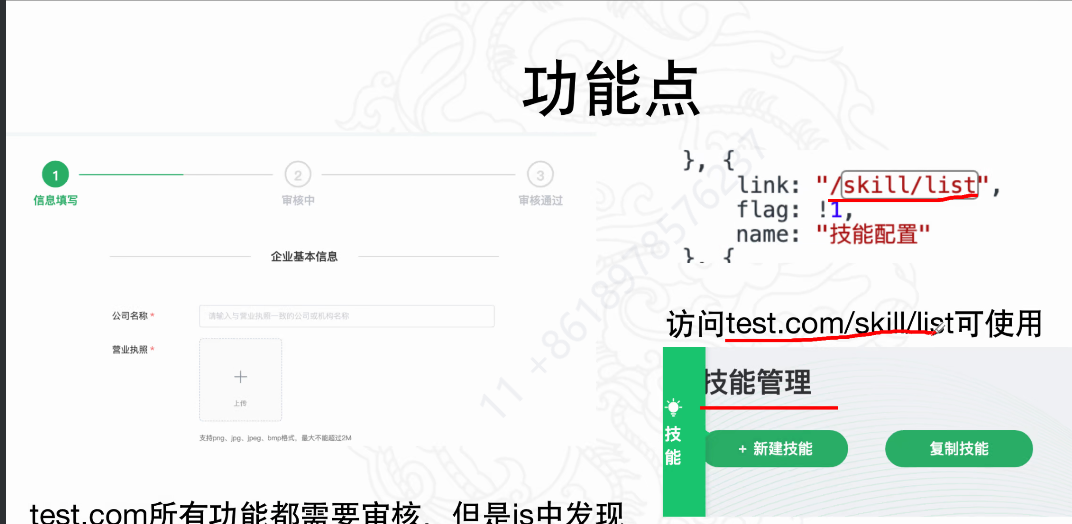 功能点
1
2
3
信息填写
审核中
审核通过
企业基本信息
公司名称 *
请输入与营业执照一致的公司或机构名称
营业执照 *
+
上传
支持png、jpg、jpeg、bmp格式，最大不能超过2M
test.com所有功能都需要审核，但是js中发现
}, {
link: "/skill/list",
flag: !1,
name: "技能配置"
}, {
访问test.com/skill/list可使用
技能
技能管理
+ 新建技能
复制技能